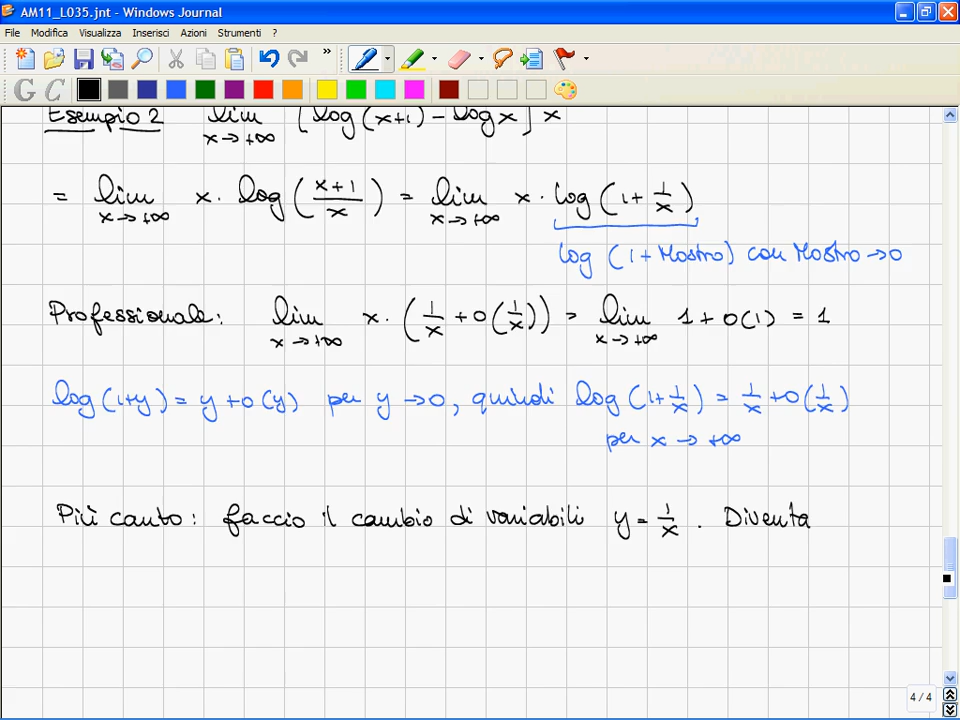 AM11_L035.jnt - Windows Journal
File Modifica Visualizza Inserisci Azioni Strumenti ?
G C
Esempio 2 lim x→+∞ [log(x+1) - log x] x
= lim x→+∞ x · log((x+1)/x) = lim x→+∞ x · log(1+1/x)
log(1+Mostro) con Mostro→0
Professionale: lim x→+∞ x · (1/x + o(1/x)) = lim x→+∞ 1 + o(1) = 1
log(1+y) = y + o(y) per y→0, quindi log(1+1/x) = 1/x + o(1/x)
per x → +∞
Più cauto: faccio il cambio di variabili y = 1/x. Diventa
4/4